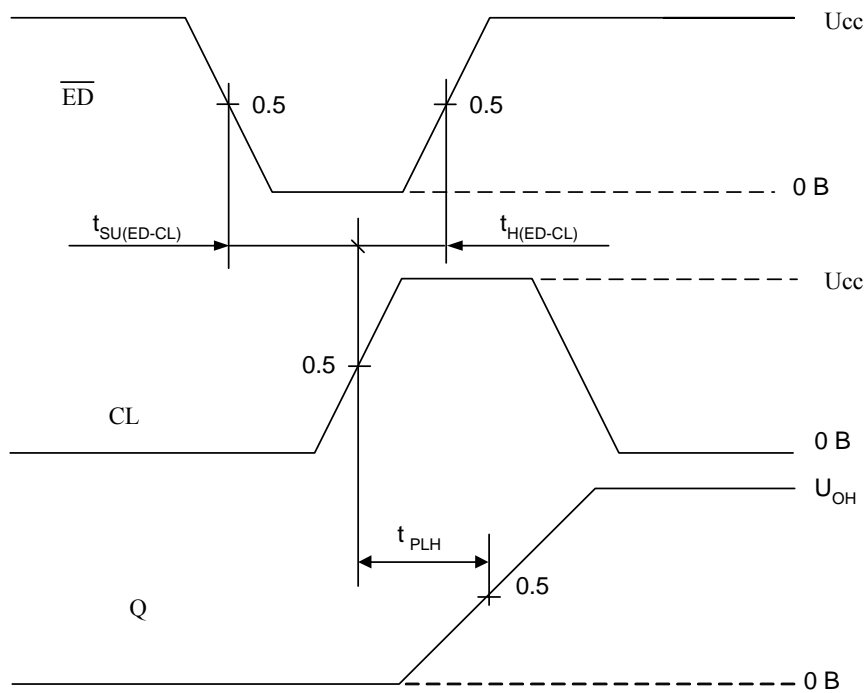 Ucc
ED
0.5
0.5
0 В
tSU(ED-CL)
tH(ED-CL)
Ucc
0.5
CL
0 В
UOH
t PLH
0.5
Q
0 В